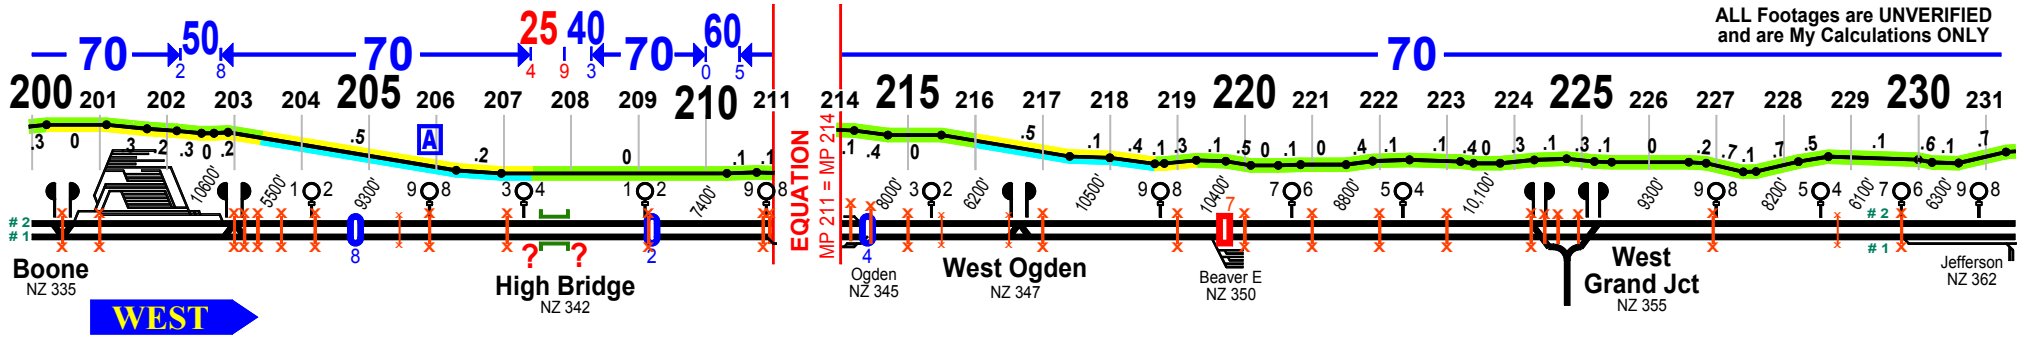 25 40 60
50
70 70 70 70
ALL Footages are UNVERIFIED
and are My Calculations ONLY
2 8 4 9 3 0 5
200 201 202 203 204 205 206 207 208 209 210 211 214 215 216 217 218 219 220 221 222 223 224 225 226 227 228 229 230 231
A
.3 0 .3 .2 .3 0 .2 .5 .2 0 .1 .1 .1 .4 0 .5 .1 .4 .1 .3 .1 .4 .5 0 .1 0 .4 .1 .3 .4 0 .3 .1 .3 .1 0 .2 .7 .1 .7 .5 .1 .6 .1 .7
10600' 5500' 9300' 7400' 8000' 6200' 10500' 10400' 8800' 10,100' 9300' 8200' 6100' 6300'
1 2 9 8 3 4 1 2 9 8 3 2 9 8 7 6 5 4 9 8 5 4 7 6 9 8
EQUATION
MP 211 = MP 214
7
# 2 # 2
# 1 # 1
8 ? ? 2 4
Boone
NZ 335
High Bridge
NZ 342
Ogden
NZ 345
West Ogden
NZ 347
Beaver E
NZ 350
West
Grand Jct
NZ 355
Jefferson
NZ 362
WEST